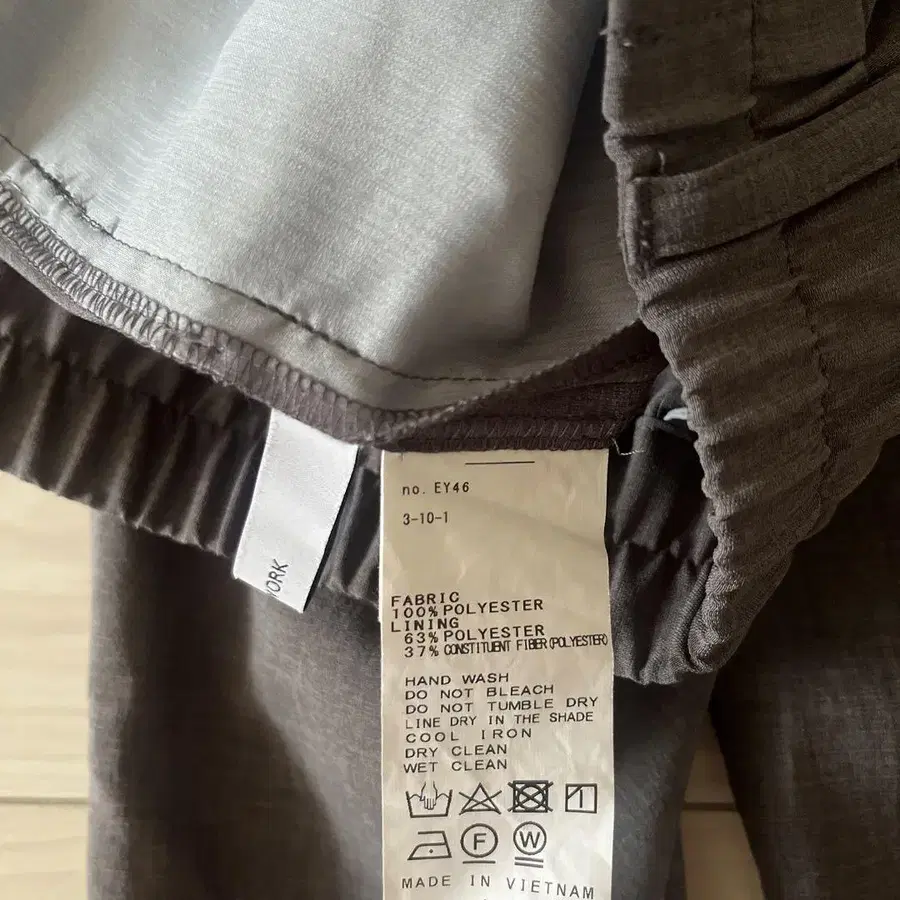 no. EY46
3-10-1
FABRIC
100% POLYESTER
LINING
63% POLYESTER
37% CONSTITUENT FIBER(POLYESTER)
HAND WASH
DO NOT BLEACH
DO NOT TUMBLE DRY
LINE DRY IN THE SHADE
COOL IRON
DRY CLEAN
WET CLEAN
F W
MADE IN VIETNAM